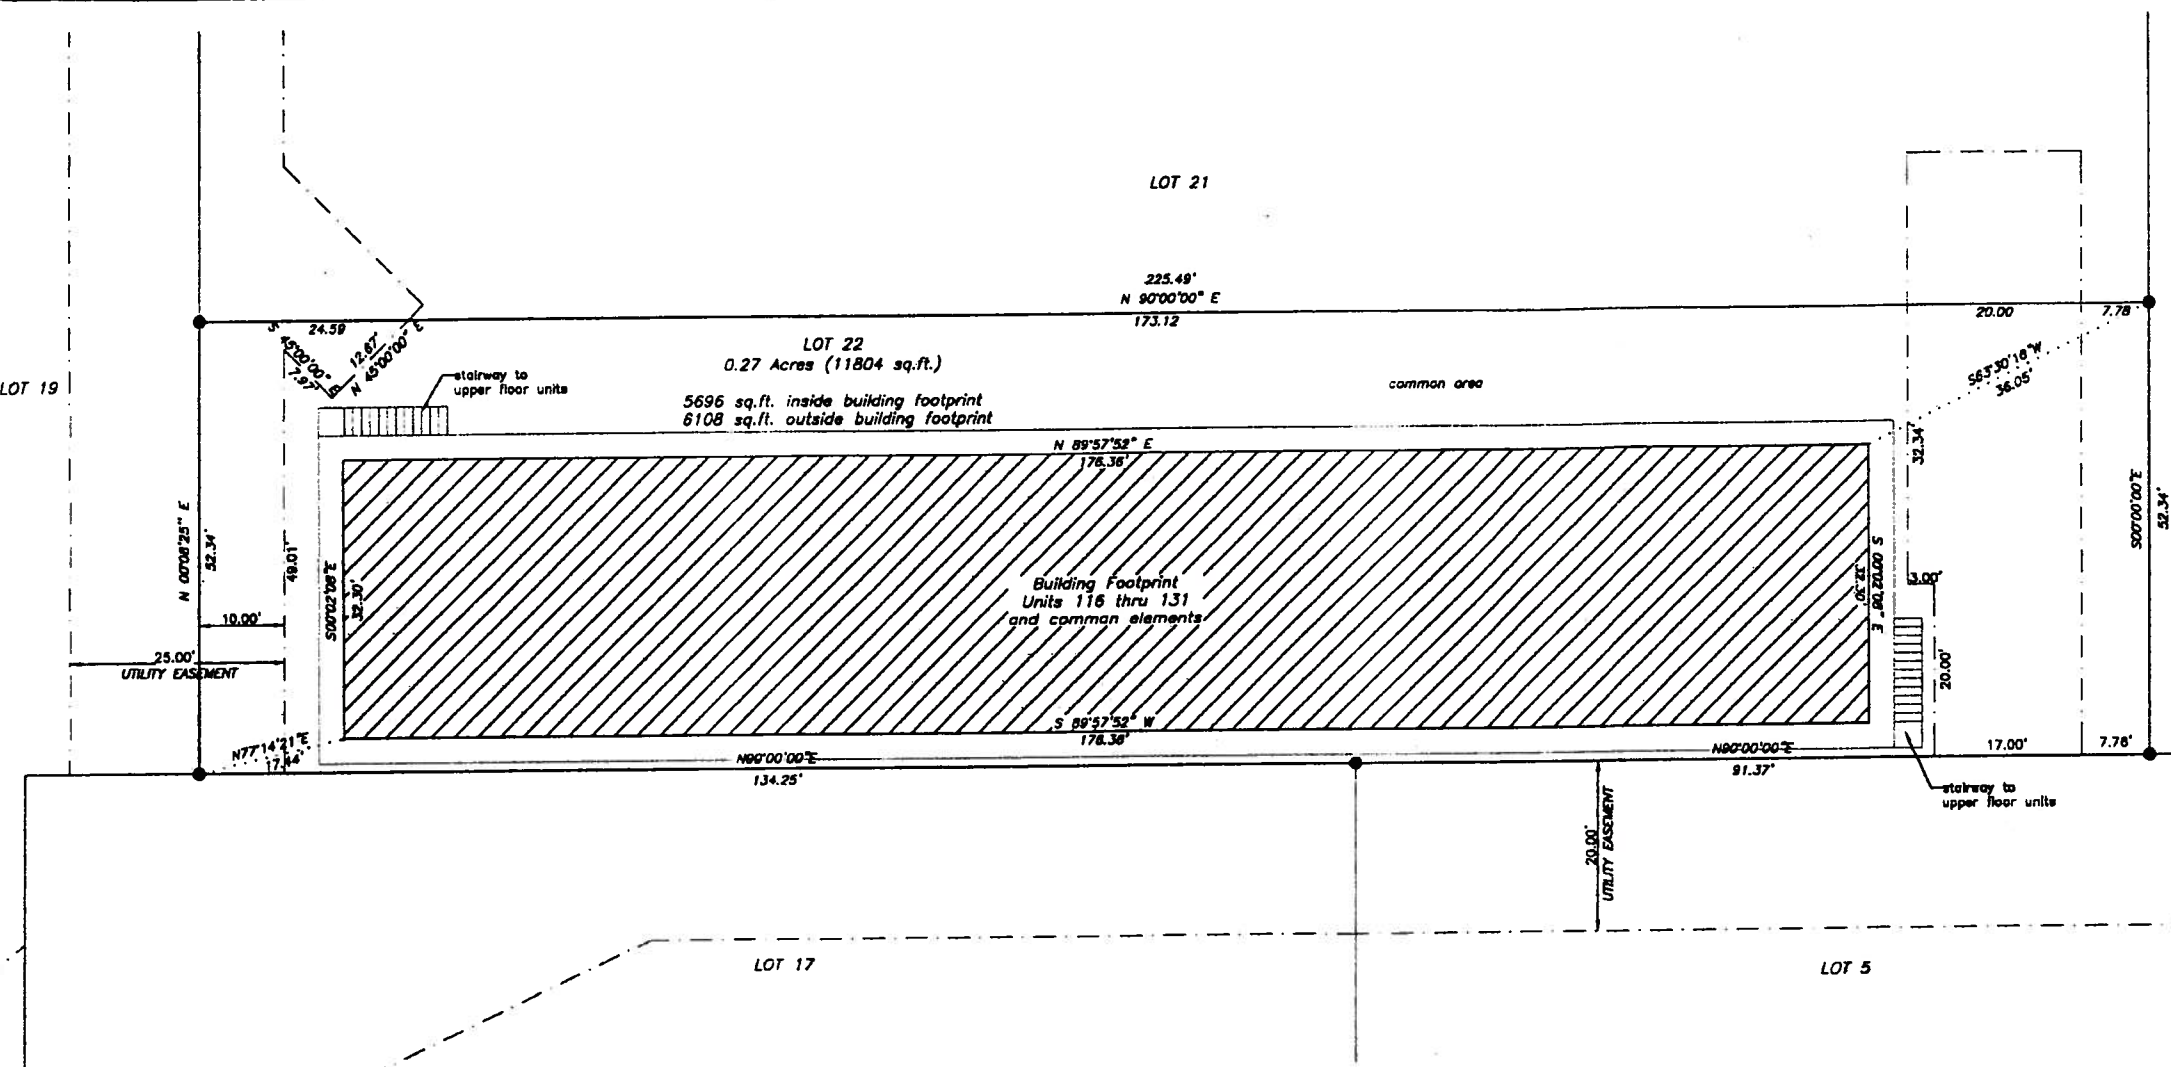 LOT 21
225.49'
N 90°00'00" E
173.12
24.59
20.00
7.78
S
45°00'00"
E
7.97'
12.67'
N 45°00'00" E
LOT 22
0.27 Acres (11804 sq.ft.)
S63°30'18"W
36.05'
LOT 19
stairway to
upper floor units
common area
5696 sq.ft. inside building footprint
6108 sq.ft. outside building footprint
N 89°57'52" E
176.36'
32.34'
N 00°08'25" E
52.34'
49.01'
S00°02'08"E
32.30'
Building Footprint
Units 116 thru 131
and common elements
S 00°02'08" E
32.30'
3.00'
S00°00'00"E
52.34'
10.00'
25.00'
UTILITY EASEMENT
20.00'
S 89°57'52" W
176.36'
N77°14'21"E
17.44'
N90°00'00"E
134.25'
N90°00'00"E
91.37'
17.00'
7.76'
stairway to
upper floor units
20.00'
UTILITY EASEMENT
LOT 17
LOT 5